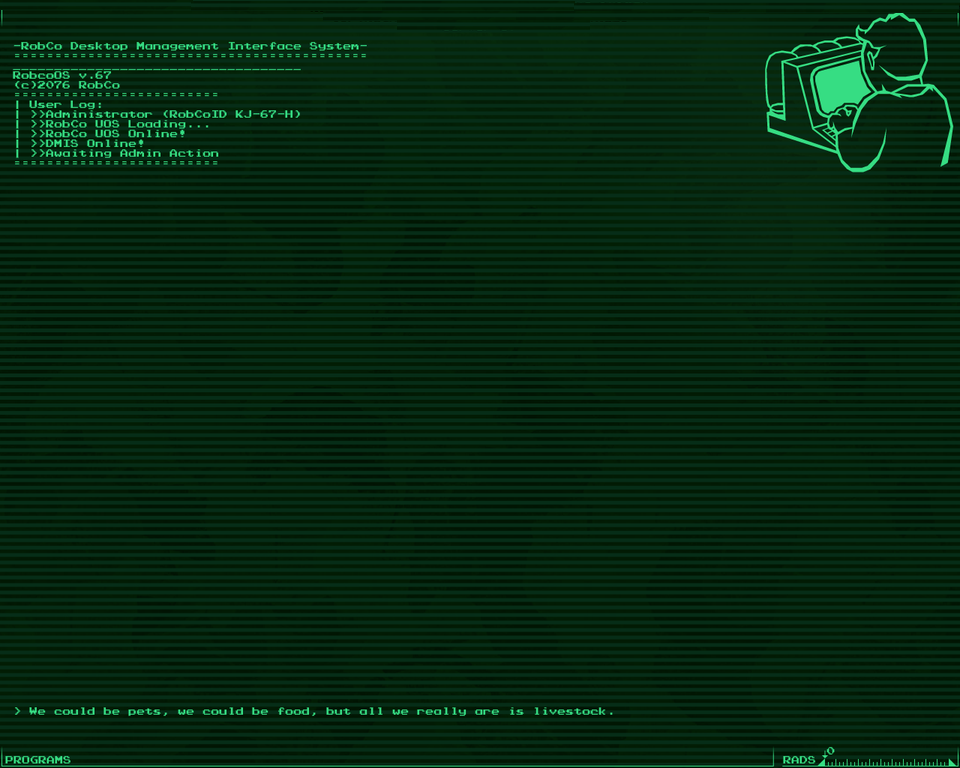 -RobCo Desktop Management Interface System-
===========================================
________________________________________
RobcoOS v.67
(c)2076 RobCo
========================
| User Log:
| >>Administrator (RobCoID KJ-67-H)
| >>RobCo UOS Loading...
| >>RobCo UOS Online!
| >>DMIS Online!
| >>Awaiting Admin Action
========================
> We could be pets, we could be food, but all we really are is livestock.
PROGRAMS
RADS 0